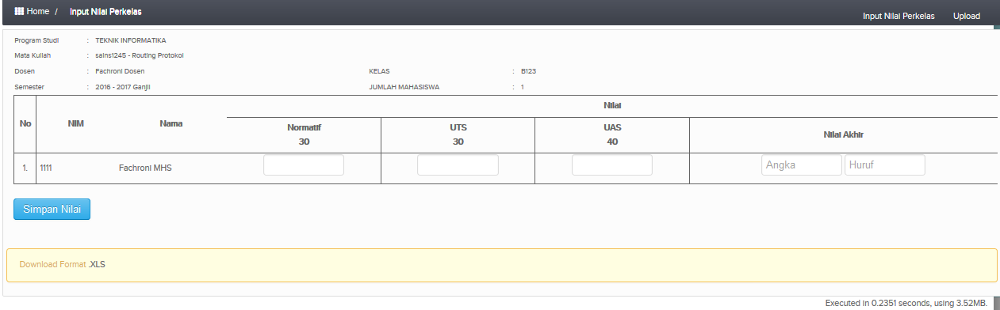 Home / Input Nilai Perkelas
Input Nilai Perkelas Upload
Program Studi : TEKNIK INFORMATIKA
Mata Kuliah : sains1245 - Routing Protokol
Dosen : Fachroni Dosen KELAS : B123
Semester : 2016 - 2017 Ganjil JUMLAH MAHASISWA : 1
Nilai
No NIM Nama Normatif UTS UAS Nilai Akhir
30 30 40
1. 1111 Fachroni MHS Angka Huruf
Simpan Nilai
Download Format .XLS
Executed in 0.2351 seconds, using 3.52MB.